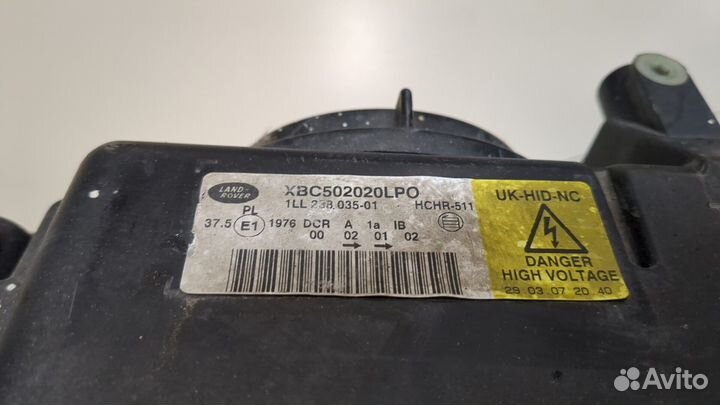 LAND-
ROVER
XBC502020LPO
1LL 238 035-01 HCHR-511
PL
37.5 E1 1976 DCR A 1a IB
00 02 01 02
UK-HID-NC
DANGER
HIGH VOLTAGE
29 03 07 20 40
Avito